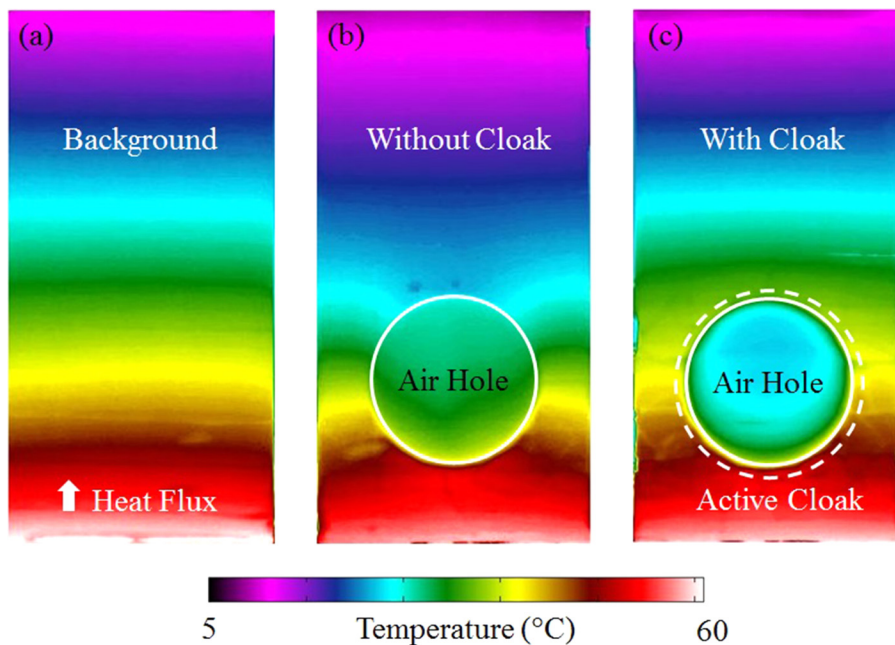 (a)
(b)
(c)
Background
Without Cloak
With Cloak
Air Hole
Air Hole
Heat Flux
Active Cloak
5
Temperature (°C)
60